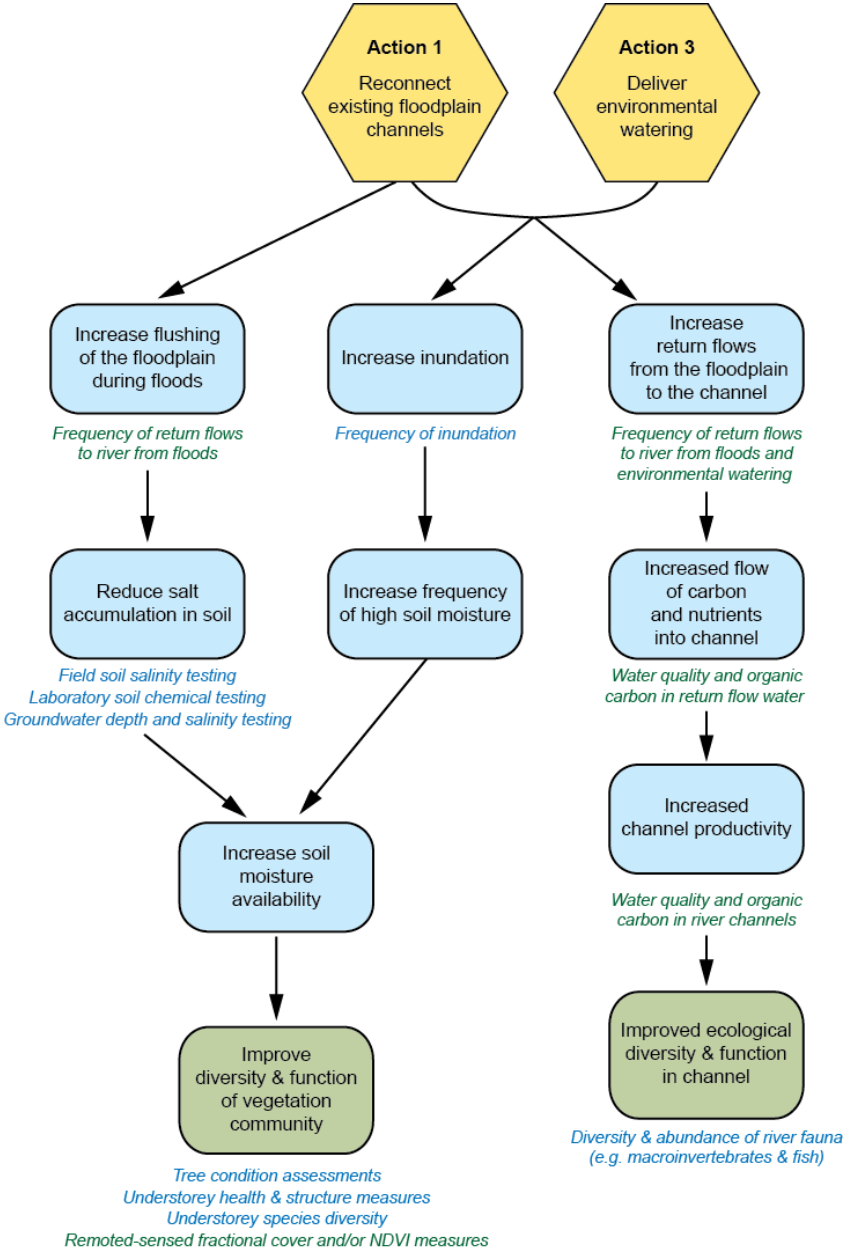 Action 1
Reconnect
existing floodplain
channels
Action 3
Deliver
environmental
watering
Increase flushing
of the floodplain
during floods
Frequency of return flows
to river from floods
Increase inundation
Frequency of inundation
Increase
return flows
from the floodplain
to the channel
Frequency of return flows
to river from floods and
environmental watering
Reduce salt
accumulation in soil
Field soil salinity testing
Laboratory soil chemical testing
Groundwater depth and salinity testing
Increase frequency
of high soil moisture
Increased flow
of carbon
and nutrients
into channel
Water quality and organic
carbon in return flow water
Increase soil
moisture
availability
Increased
channel productivity
Water quality and organic
carbon in river channels
Improve
diversity & function
of vegetation
community
Tree condition assessments
Understorey health & structure measures
Understorey species diversity
Remoted-sensed fractional cover and/or NDVI measures
Improved ecological
diversity & function
in channel
Diversity & abundance of river fauna
(e.g. macroinvertebrates & fish)